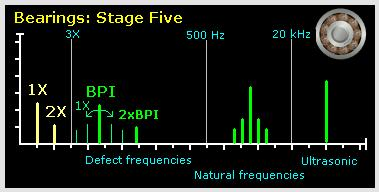 Bearings: Stage Five
3X
500 Hz
20 kHz
1X
2X
BPI
1X
2xBPI
Defect frequencies
Natural frequencies
Ultrasonic